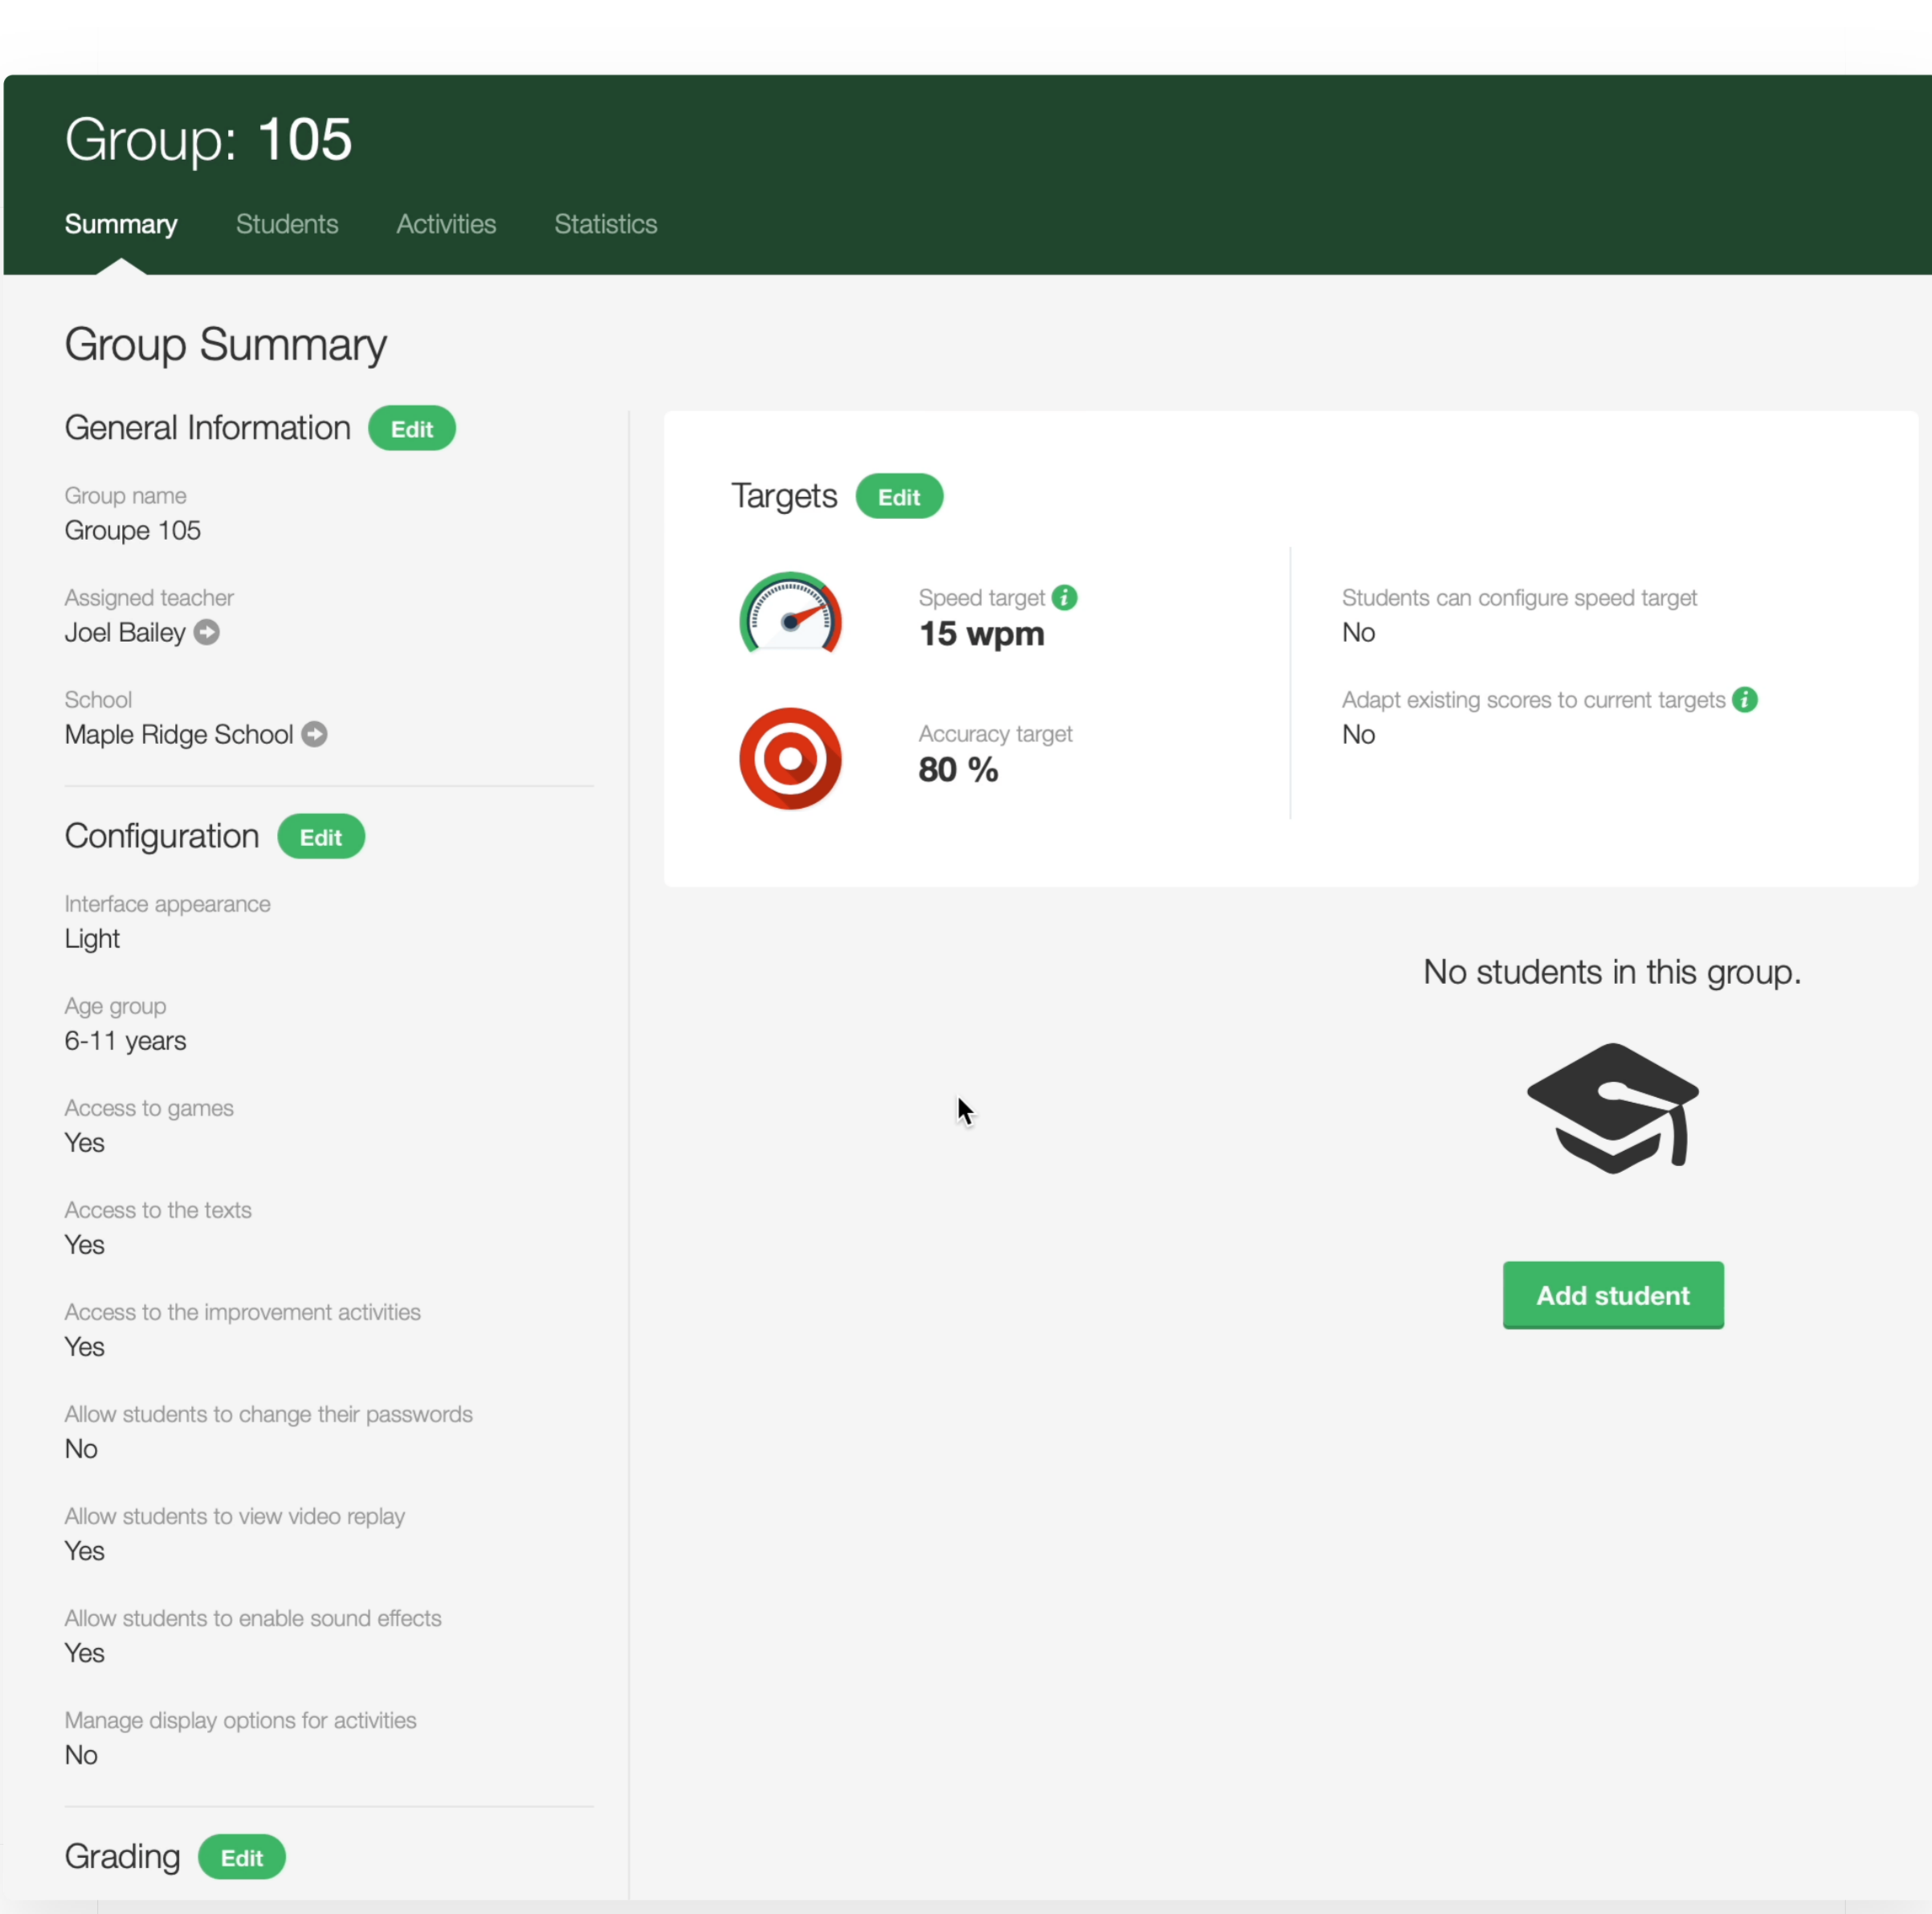 Group: 105
Summary Students Activities Statistics
Group Summary
General Information Edit
Group name
Groupe 105
Assigned teacher
Joel Bailey
School
Maple Ridge School
Configuration Edit
Interface appearance
Light
Age group
6-11 years
Access to games
Yes
Access to the texts
Yes
Access to the improvement activities
Yes
Allow students to change their passwords
No
Allow students to view video replay
Yes
Allow students to enable sound effects
Yes
Manage display options for activities
No
Grading Edit
Targets Edit
Speed target i
15 wpm
Accuracy target
80 %
Students can configure speed target
No
Adapt existing scores to current targets i
No
No students in this group.
Add student